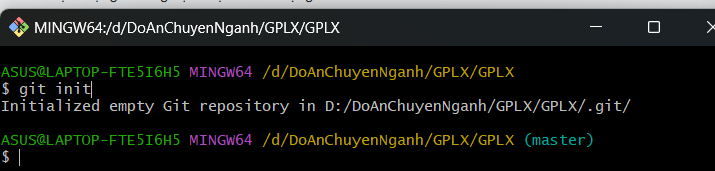 MINGW64:/d/DoAnChuyenNganh/GPLX/GPLX
ASUS@LAPTOP-FTE5I6H5 MINGW64 /d/DoAnChuyenNganh/GPLX/GPLX
$ git init
Initialized empty Git repository in D:/DoAnChuyenNganh/GPLX/GPLX/.git/
ASUS@LAPTOP-FTE5I6H5 MINGW64 /d/DoAnChuyenNganh/GPLX/GPLX (master)
$